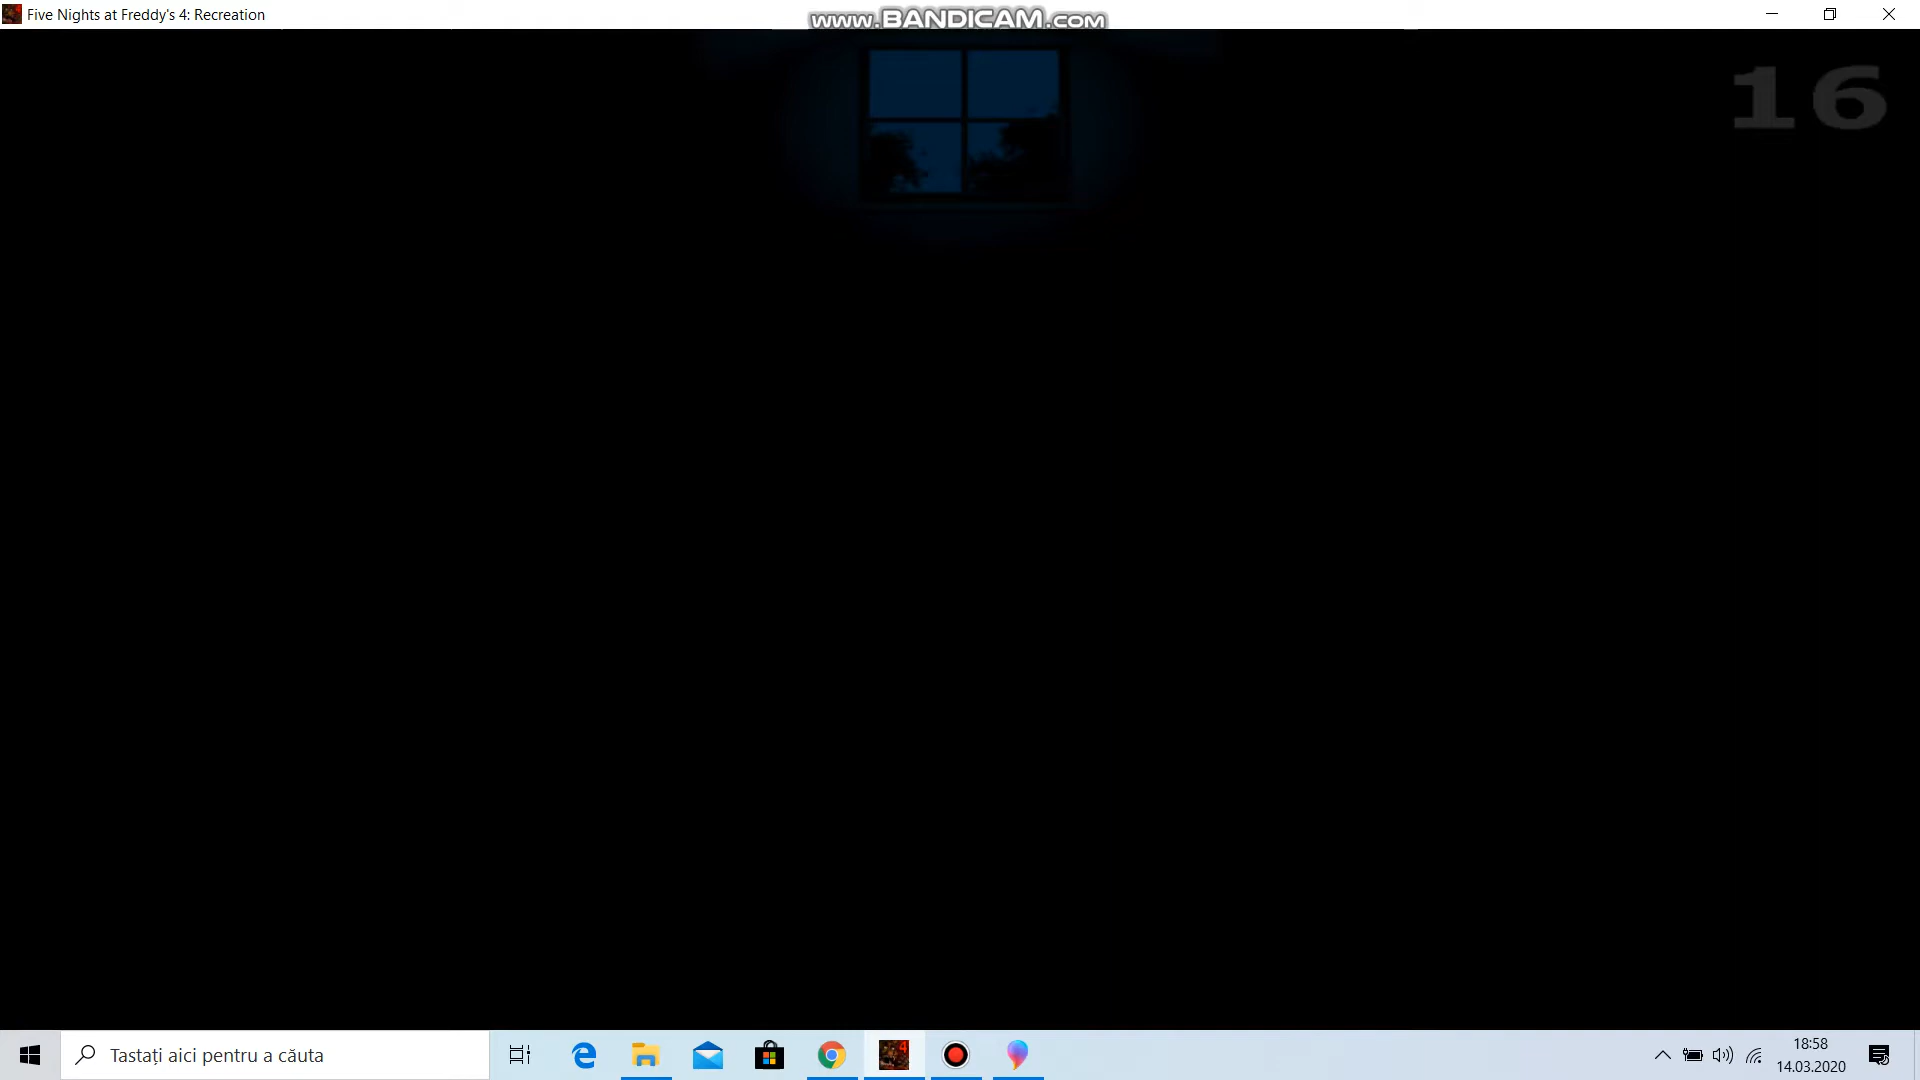 Five Nights at Freddy's 4: Recreation
www.BANDICAM.com
16
Tastați aici pentru a căuta
18:58
14.03.2020